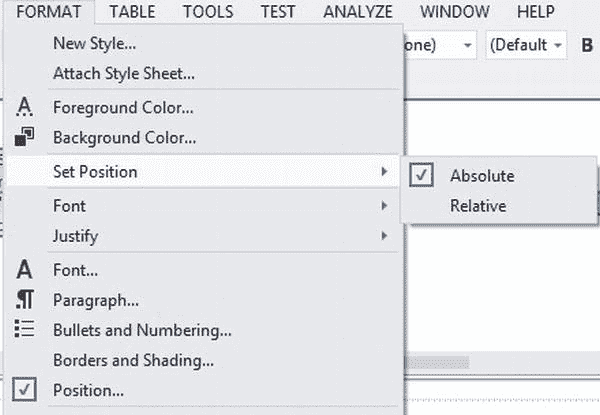 FORMAT TABLE TOOLS TEST ANALYZE WINDOW HELP
one) (Default B
New Style...
Attach Style Sheet...
Foreground Color...
Background Color...
Set Position
Absolute
Relative
Font
Justify
Font...
Paragraph...
Bullets and Numbering...
Borders and Shading...
Position...